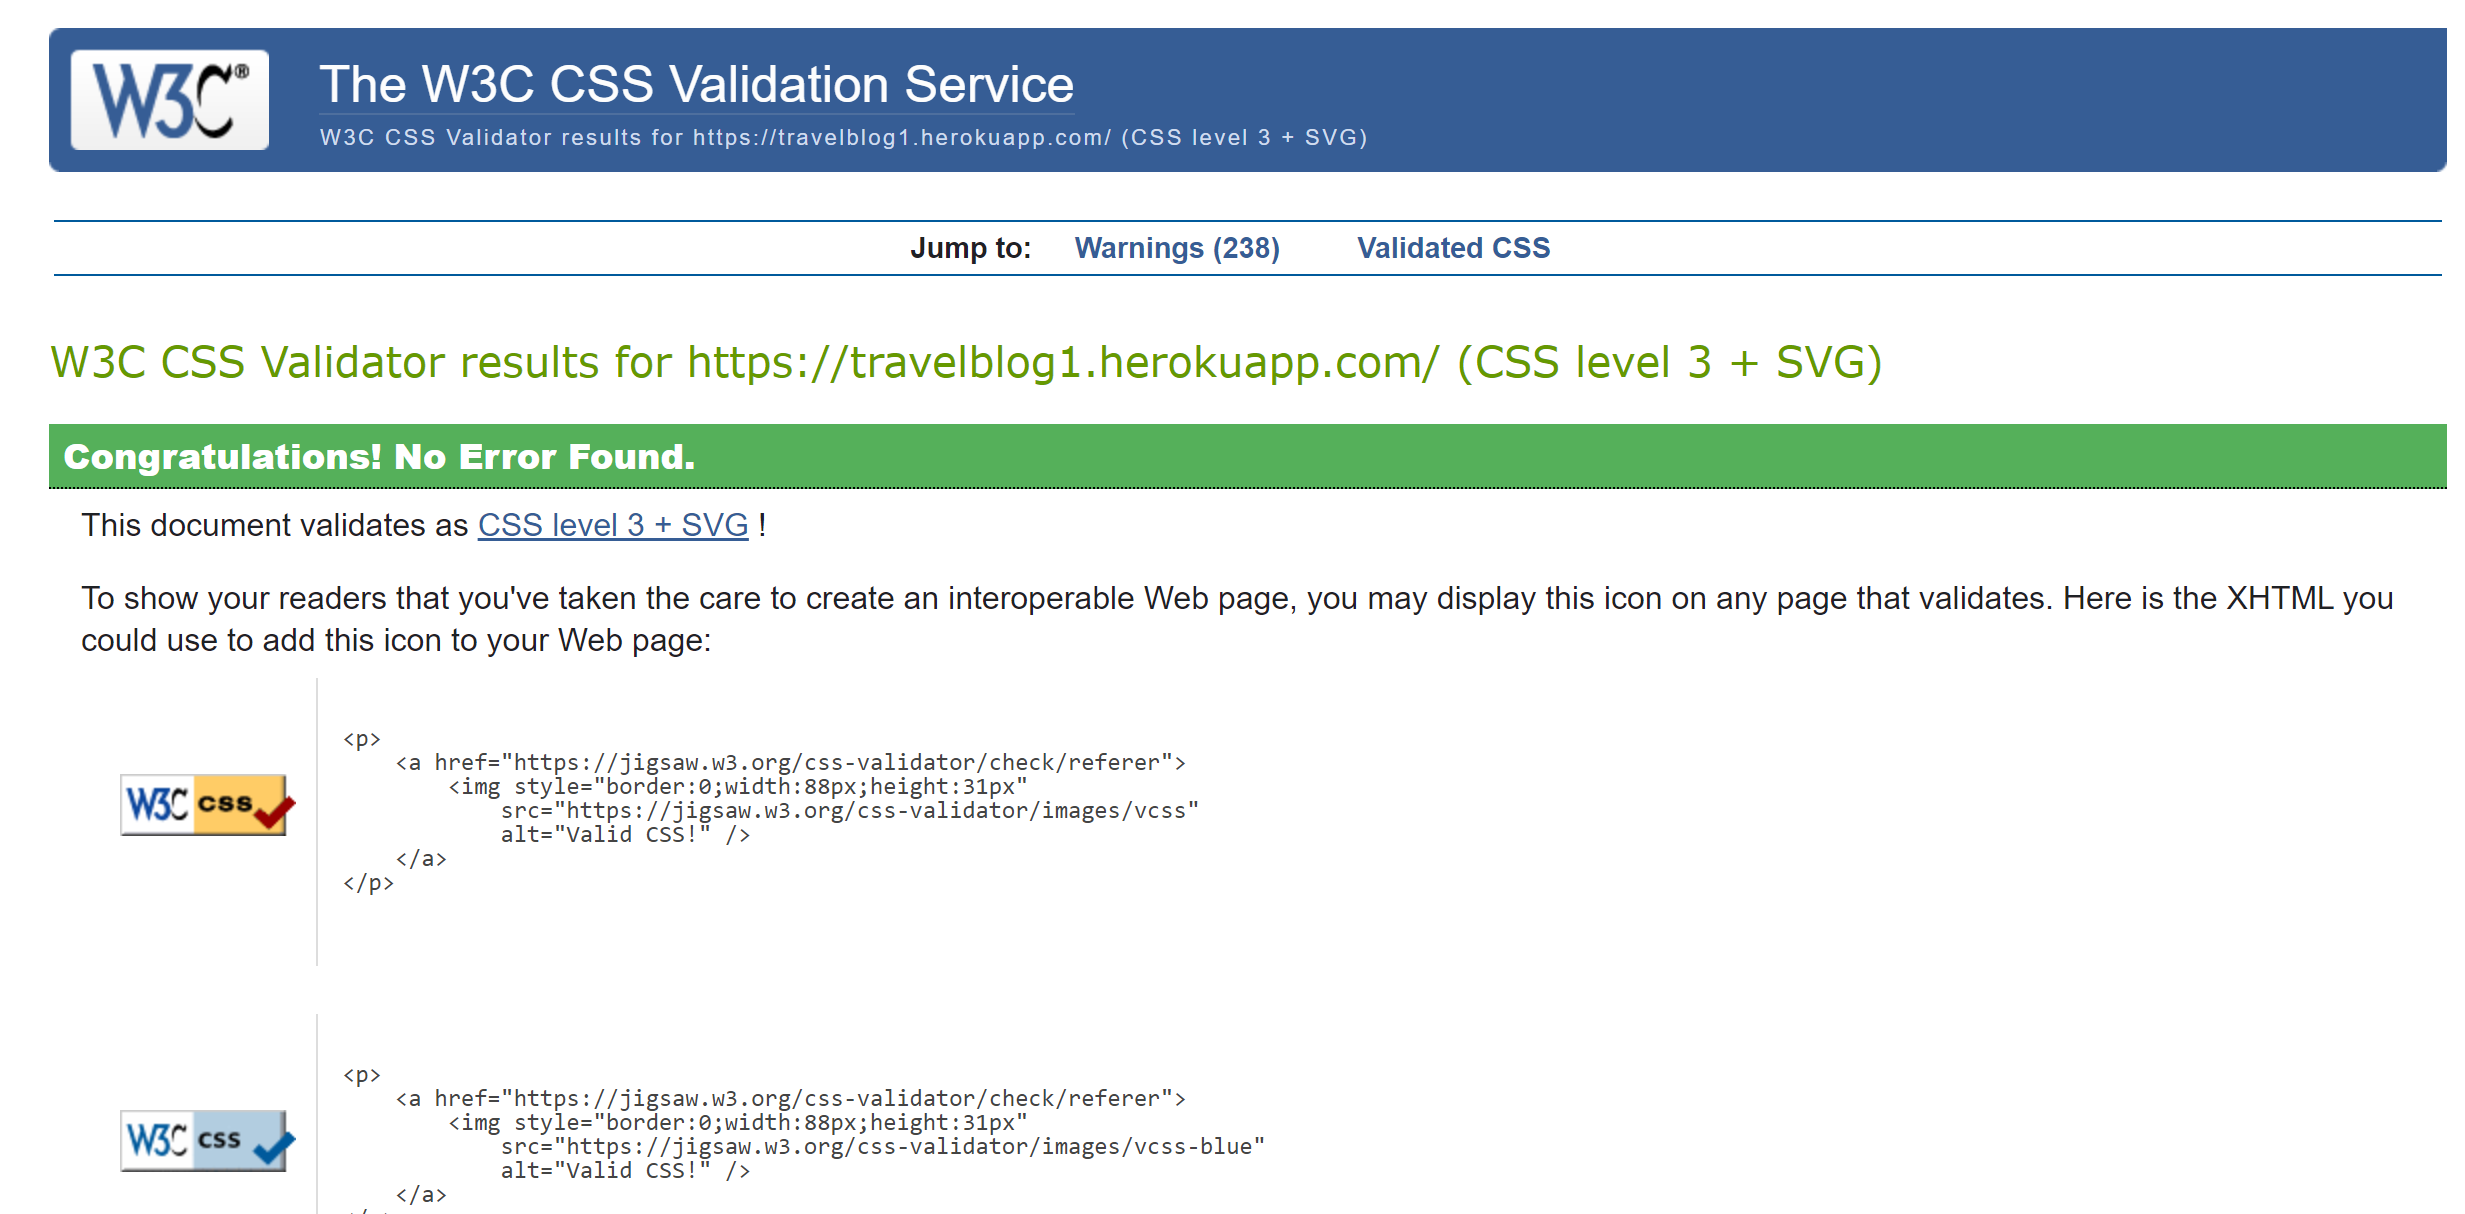 W3C®
The W3C CSS Validation Service
W3C CSS Validator results for https://travelblog1.herokuapp.com/ (CSS level 3 + SVG)
Jump to: Warnings (238) Validated CSS
W3C CSS Validator results for https://travelblog1.herokuapp.com/ (CSS level 3 + SVG)
Congratulations! No Error Found.
This document validates as CSS level 3 + SVG !
To show your readers that you've taken the care to create an interoperable Web page, you may display this icon on any page that validates. Here is the XHTML you
could use to add this icon to your Web page:
W3C css
<p>
<a href="https://jigsaw.w3.org/css-validator/check/referer">
<img style="border:0;width:88px;height:31px"
src="https://jigsaw.w3.org/css-validator/images/vcss"
alt="Valid CSS!" />
</a>
</p>
W3C css
<p>
<a href="https://jigsaw.w3.org/css-validator/check/referer">
<img style="border:0;width:88px;height:31px"
src="https://jigsaw.w3.org/css-validator/images/vcss-blue"
alt="Valid CSS!" />
</a>